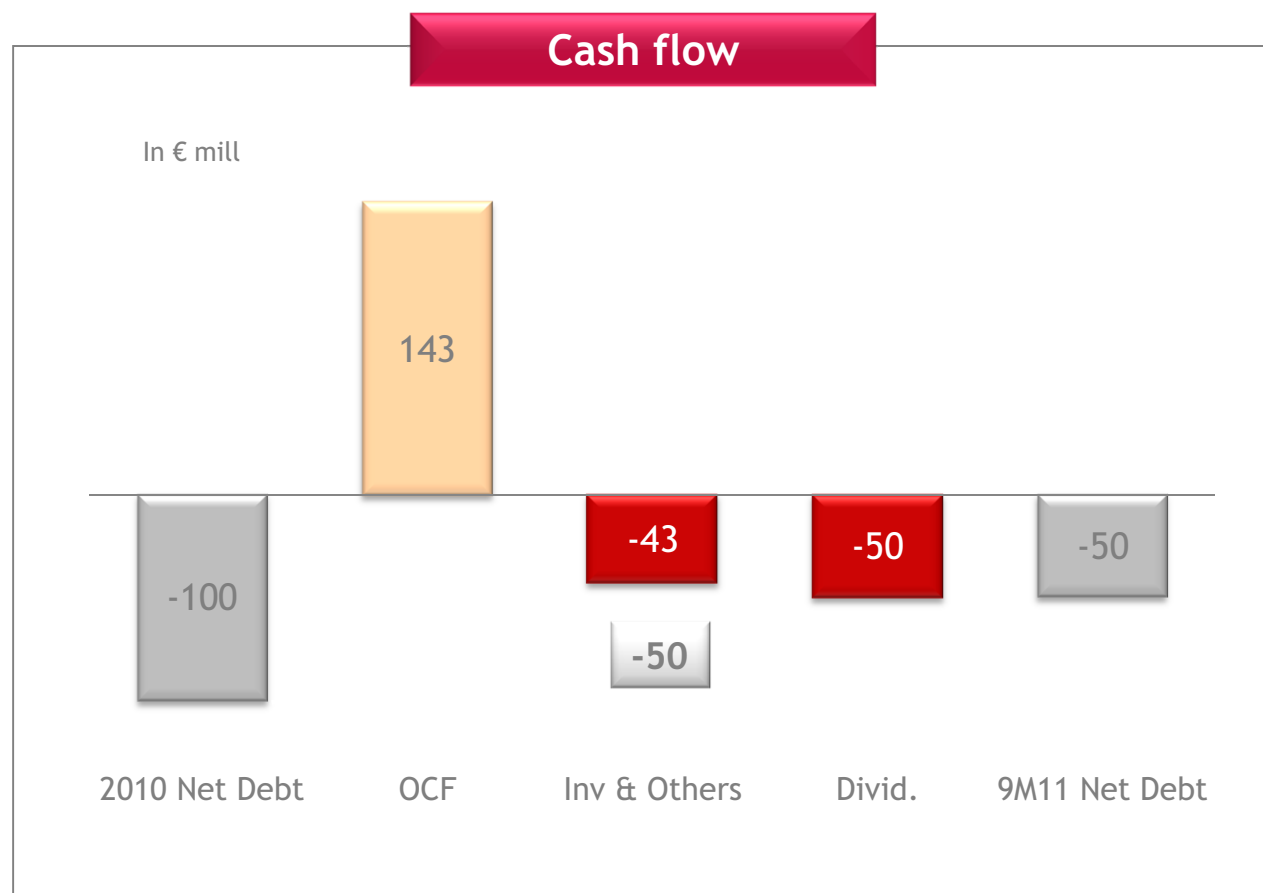 Cash flow
In € mill
143
-100
-43
-50
-50
-50
2010 Net Debt
OCF
Inv & Others
Divid.
9M11 Net Debt